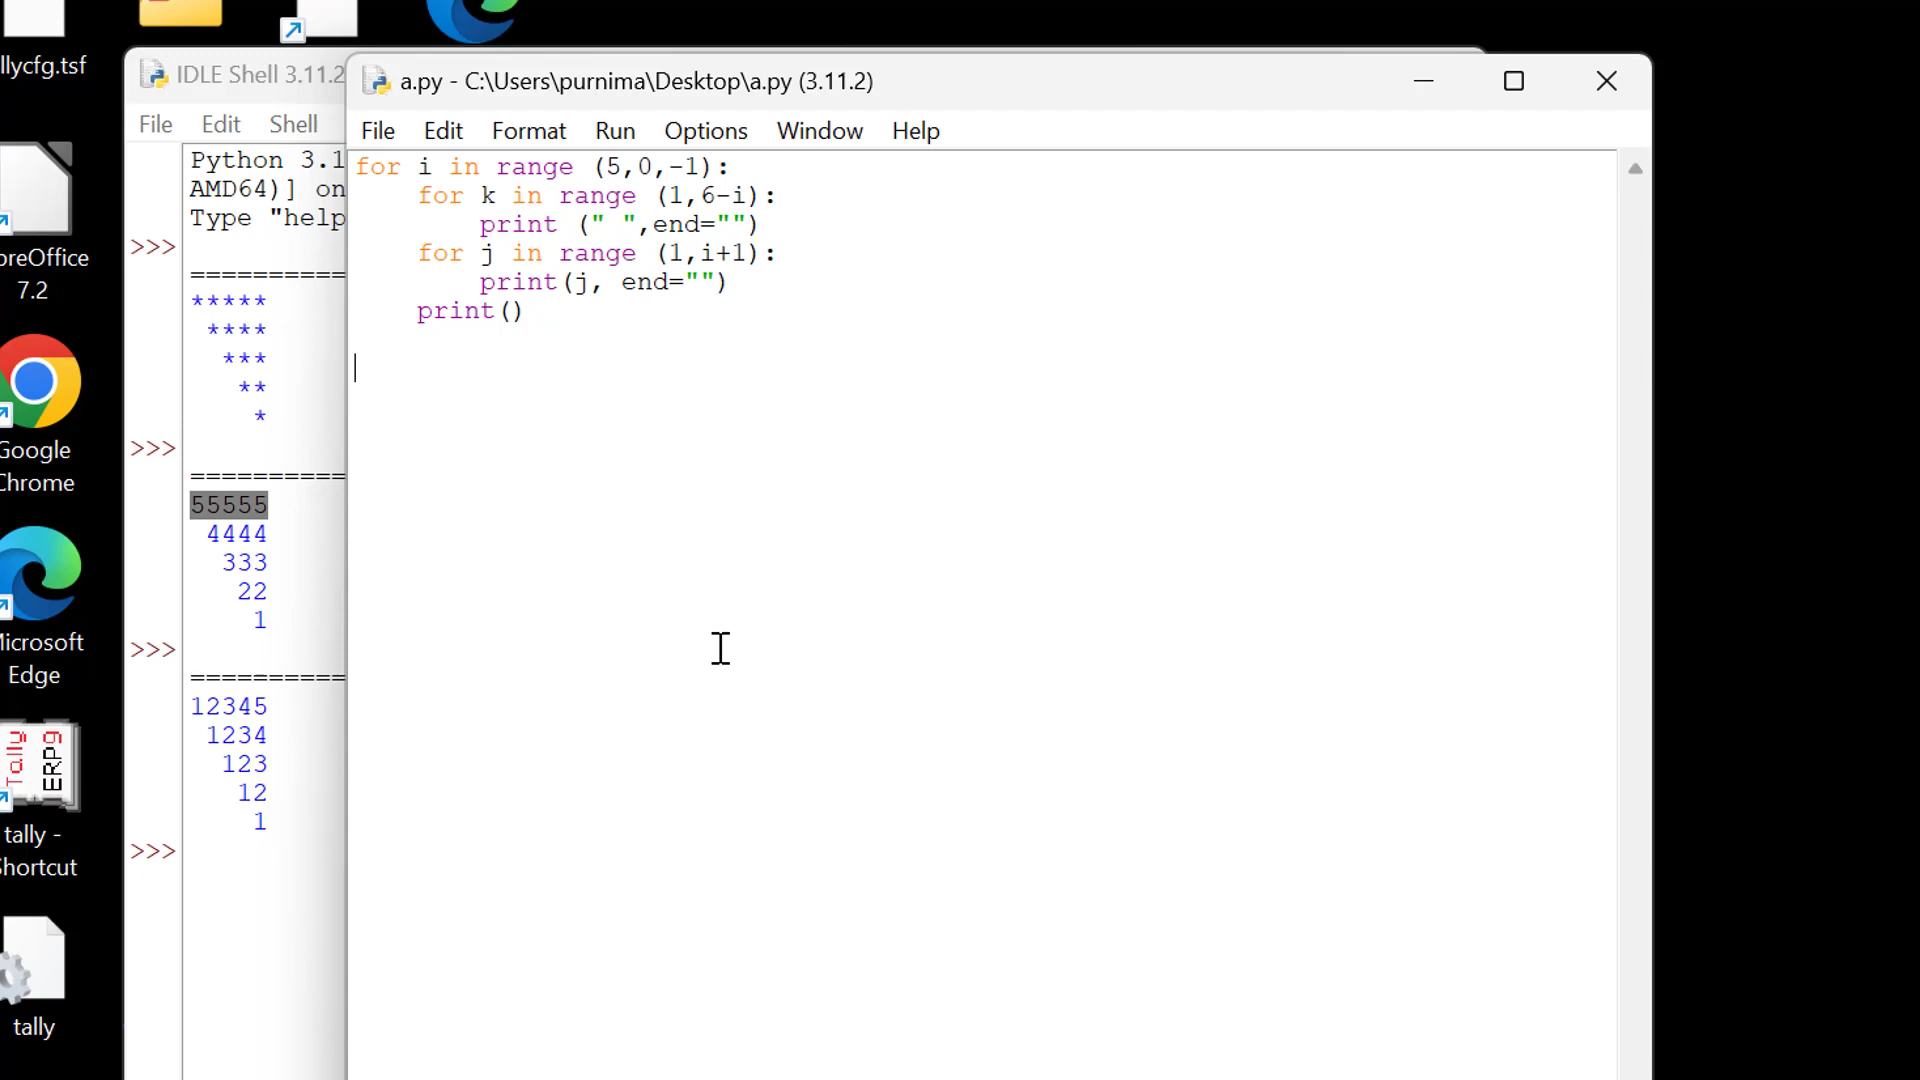 llycfg.tsf
breOffice
7.2
Google
Chrome
Microsoft
Edge
Tally
ERP9
tally -
Shortcut
tally
IDLE Shell 3.11.2
File Edit Shell
Python 3.1
AMD64)] on
Type "help
>>>
==========
*****
 ****
  ***
   **
    *
>>>
==========
55555
 4444
  333
   22
    1
>>>
==========
12345
 1234
  123
   12
    1
>>>
a.py - C:\Users\purnima\Desktop\a.py (3.11.2)
File Edit Format Run Options Window Help
for i in range (5,0,-1):
    for k in range (1,6-i):
        print (" ",end="")
    for j in range (1,i+1):
        print(j, end="")
    print()